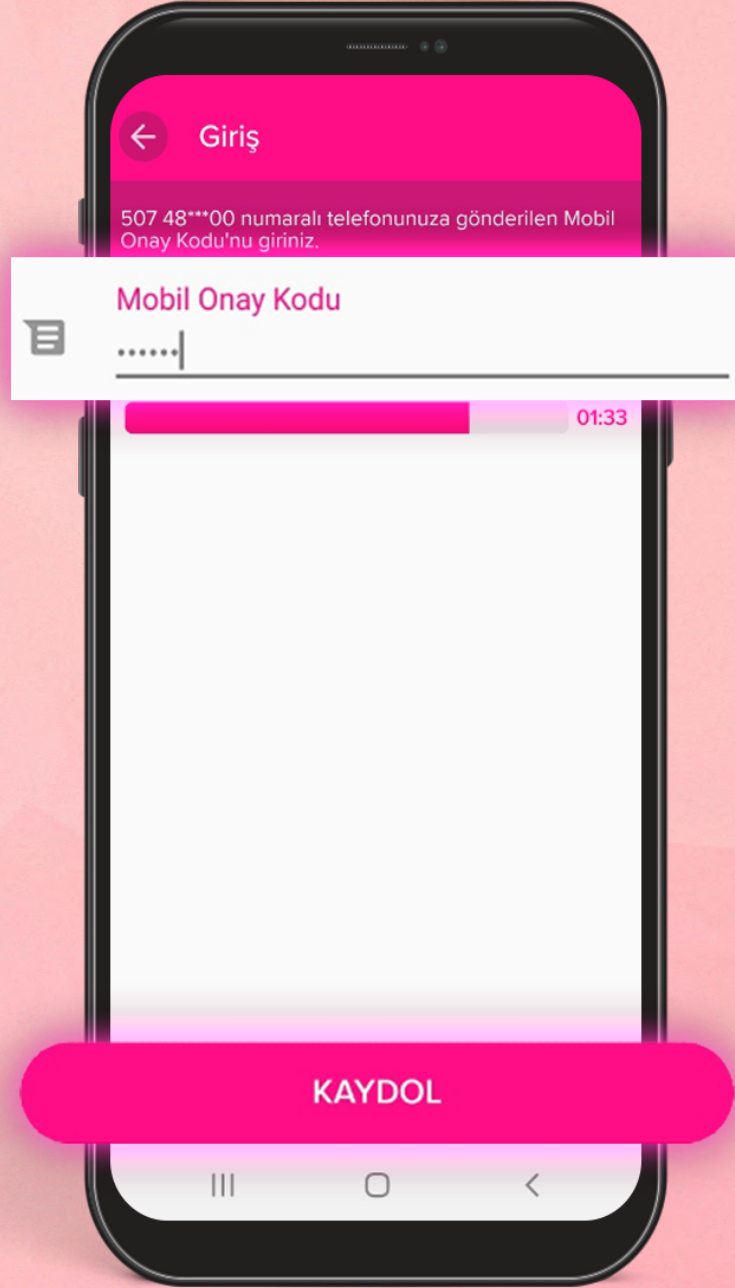 Giriş
507 48***00 numaralı telefonunuza gönderilen Mobil
Onay Kodu'nu giriniz.
Mobil Onay Kodu
••••••
01:33
KAYDOL